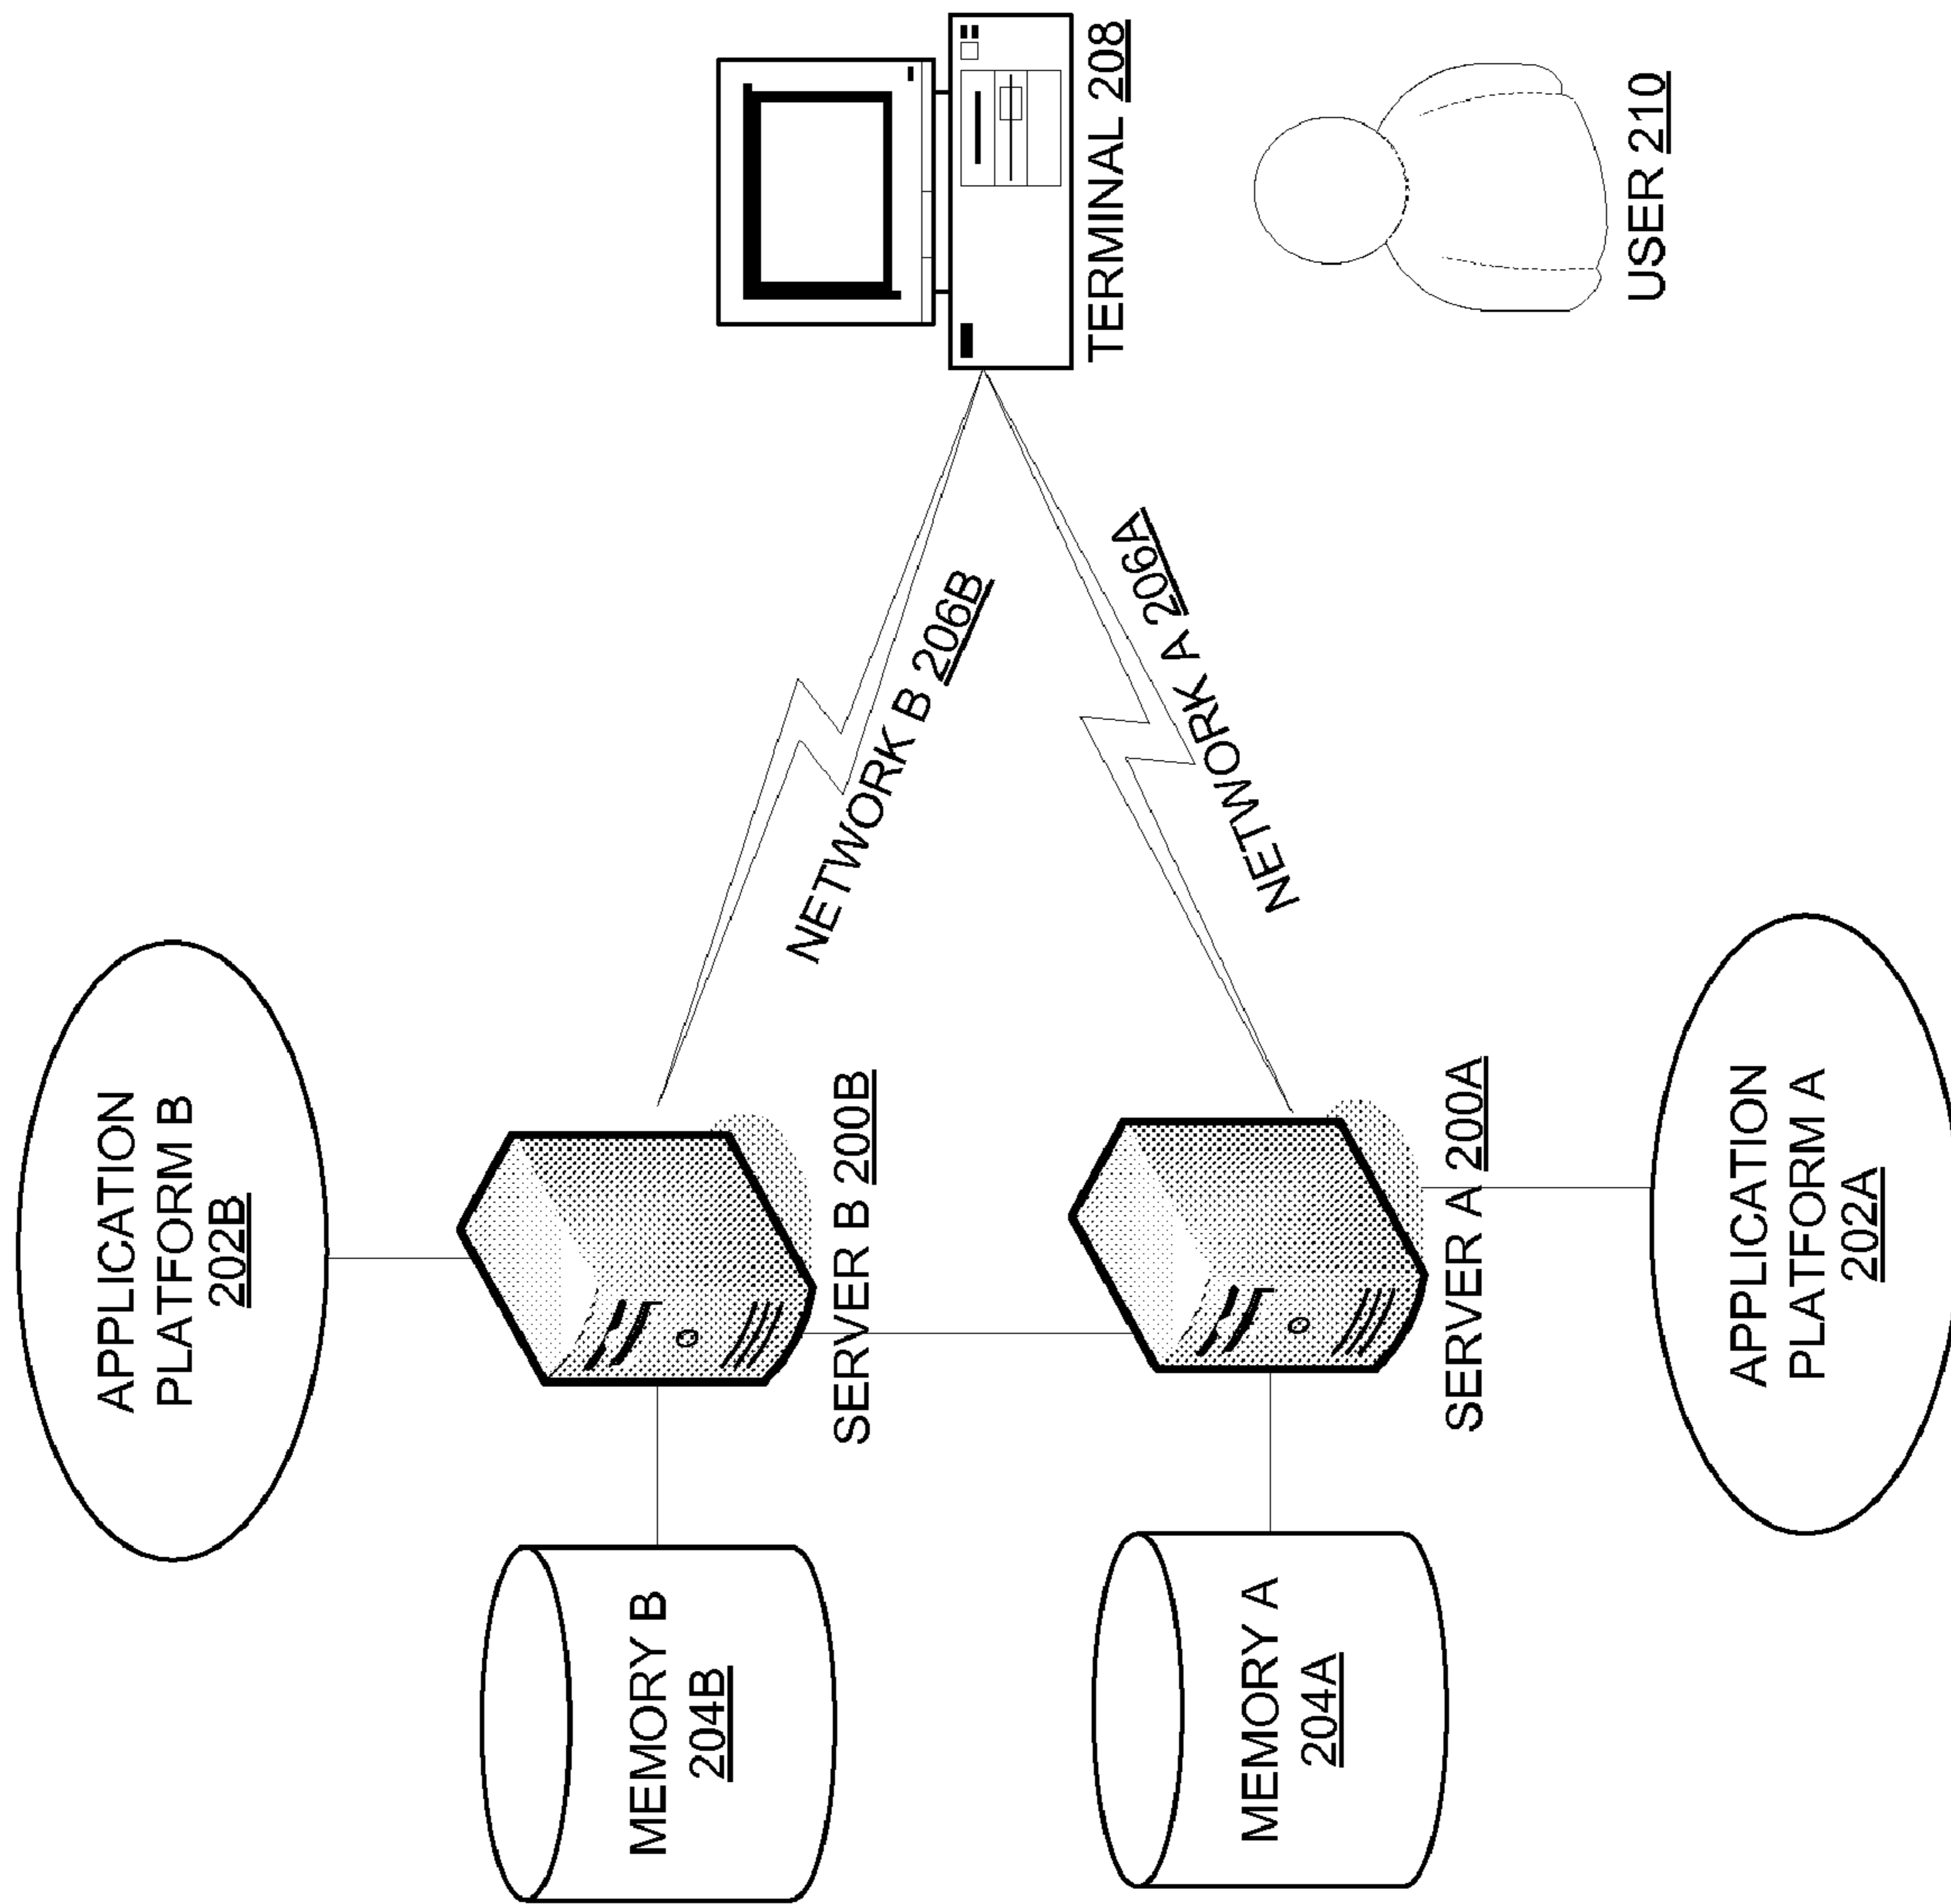 APPLICATION
PLATFORM B
202B
MEMORY B
204B
SERVER B 200B
NETWORK B 206B
TERMINAL 208
MEMORY A
204A
SERVER A 200A
NETWORK A 206A
USER 210
APPLICATION
PLATFORM A
202A